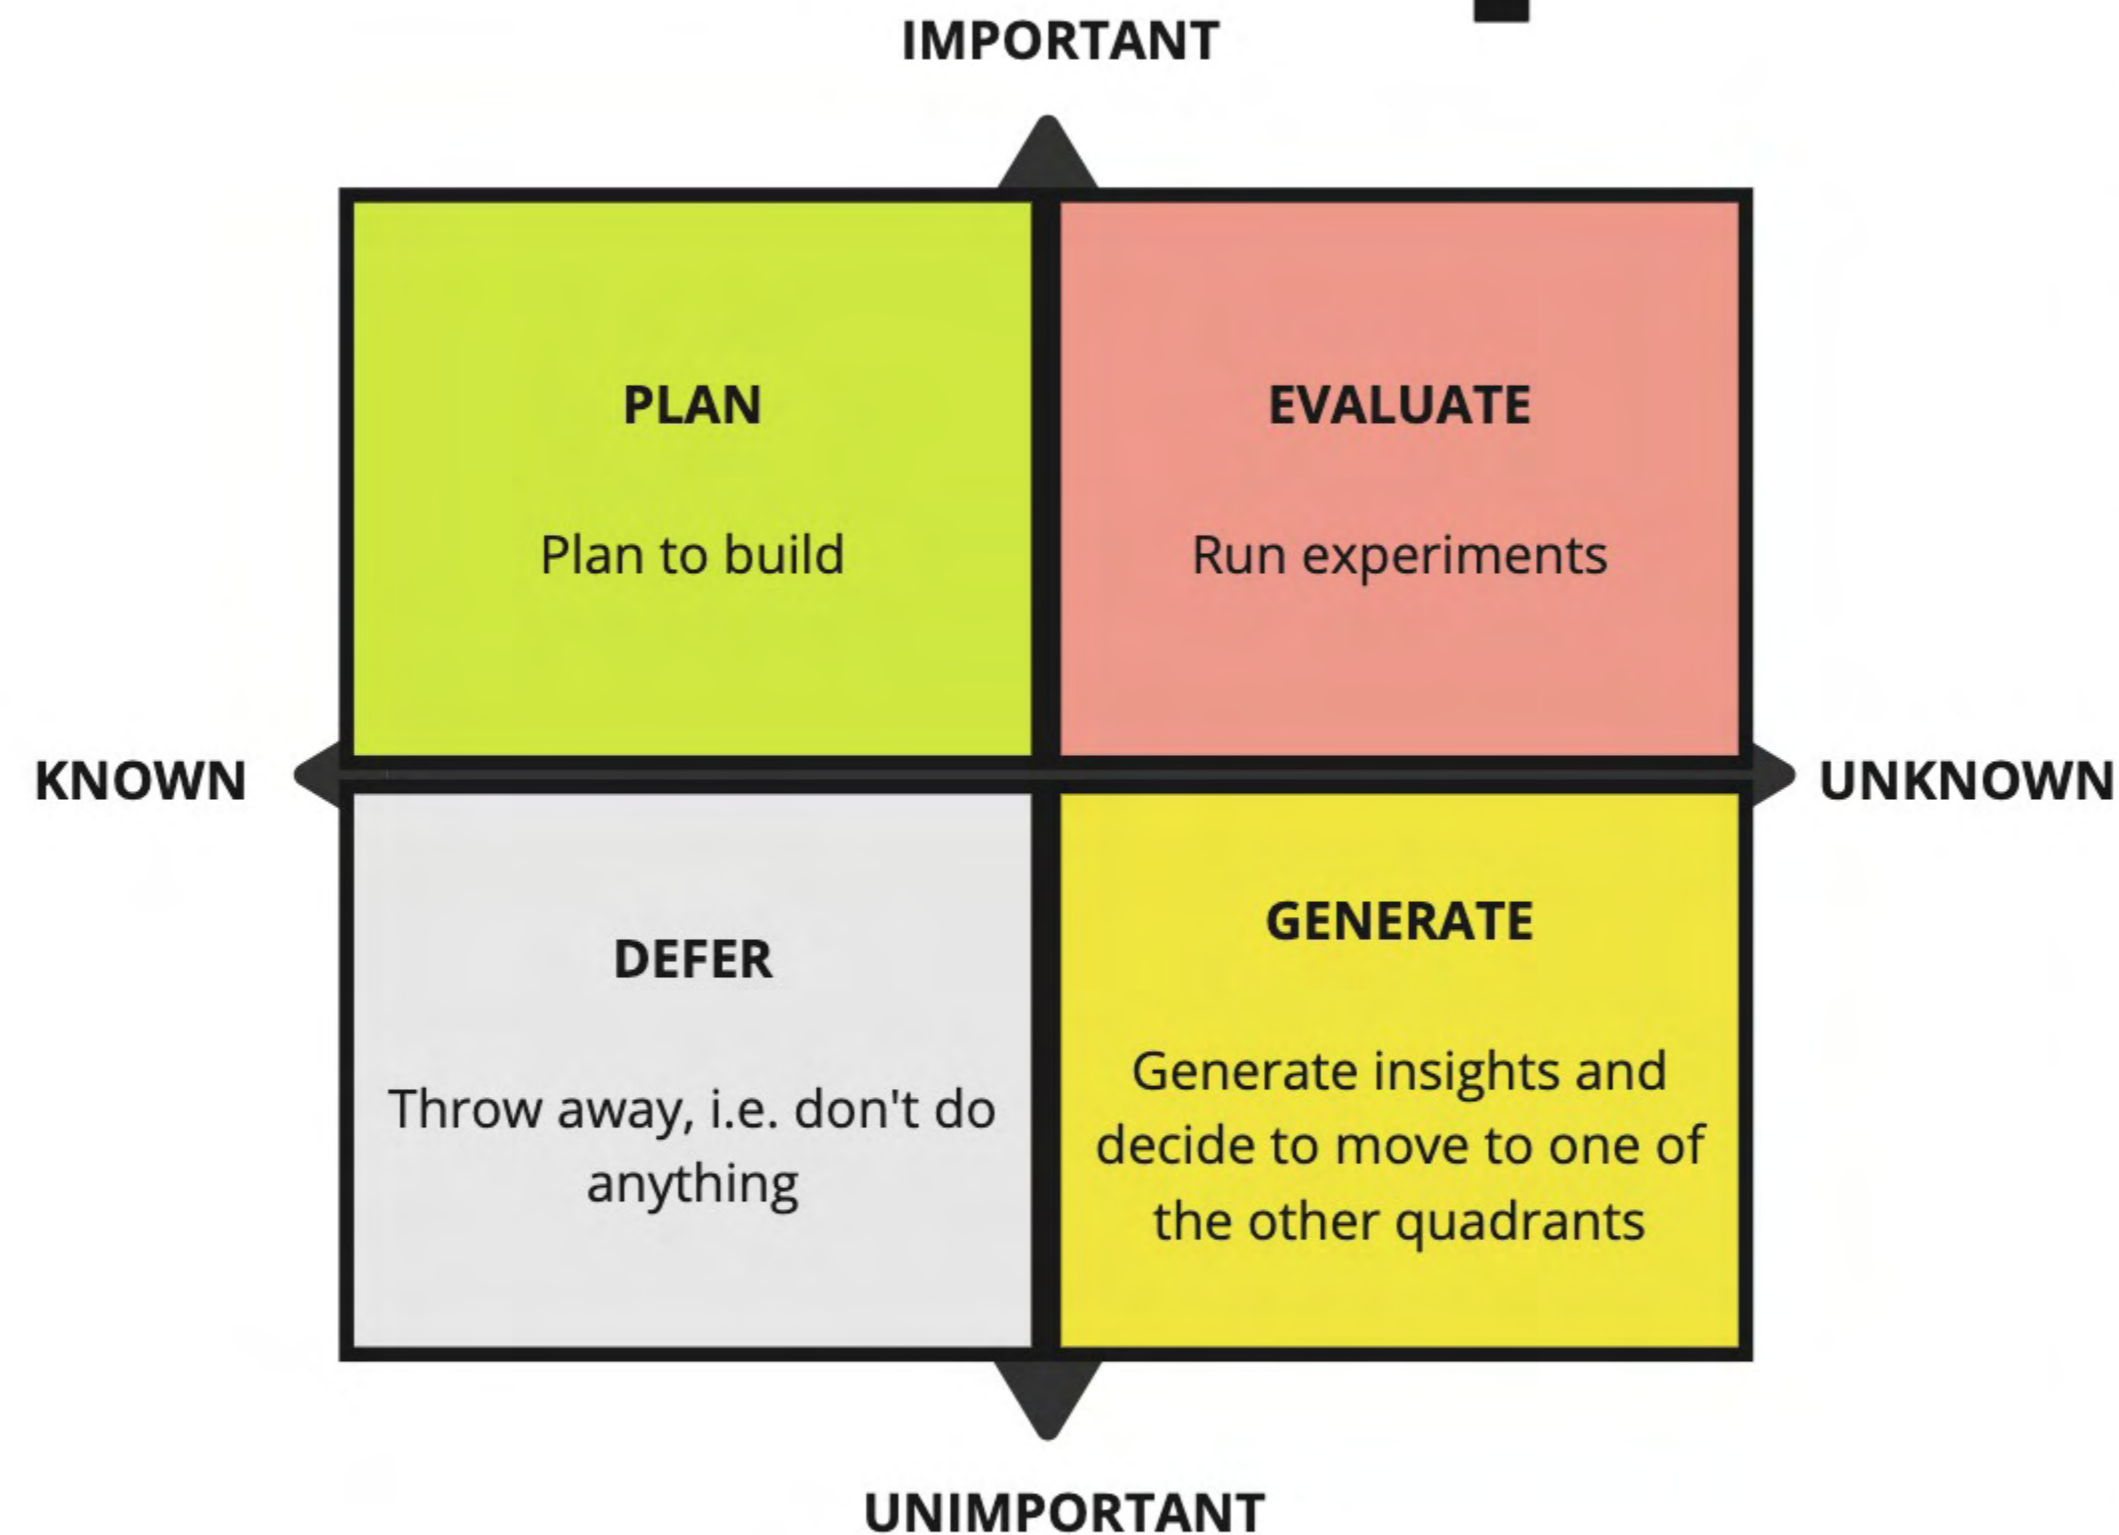 IMPORTANT
PLAN
Plan to build
EVALUATE
Run experiments
KNOWN
UNKNOWN
DEFER
Throw away, i.e. don't do
anything
GENERATE
Generate insights and
decide to move to one of
the other quadrants
UNIMPORTANT